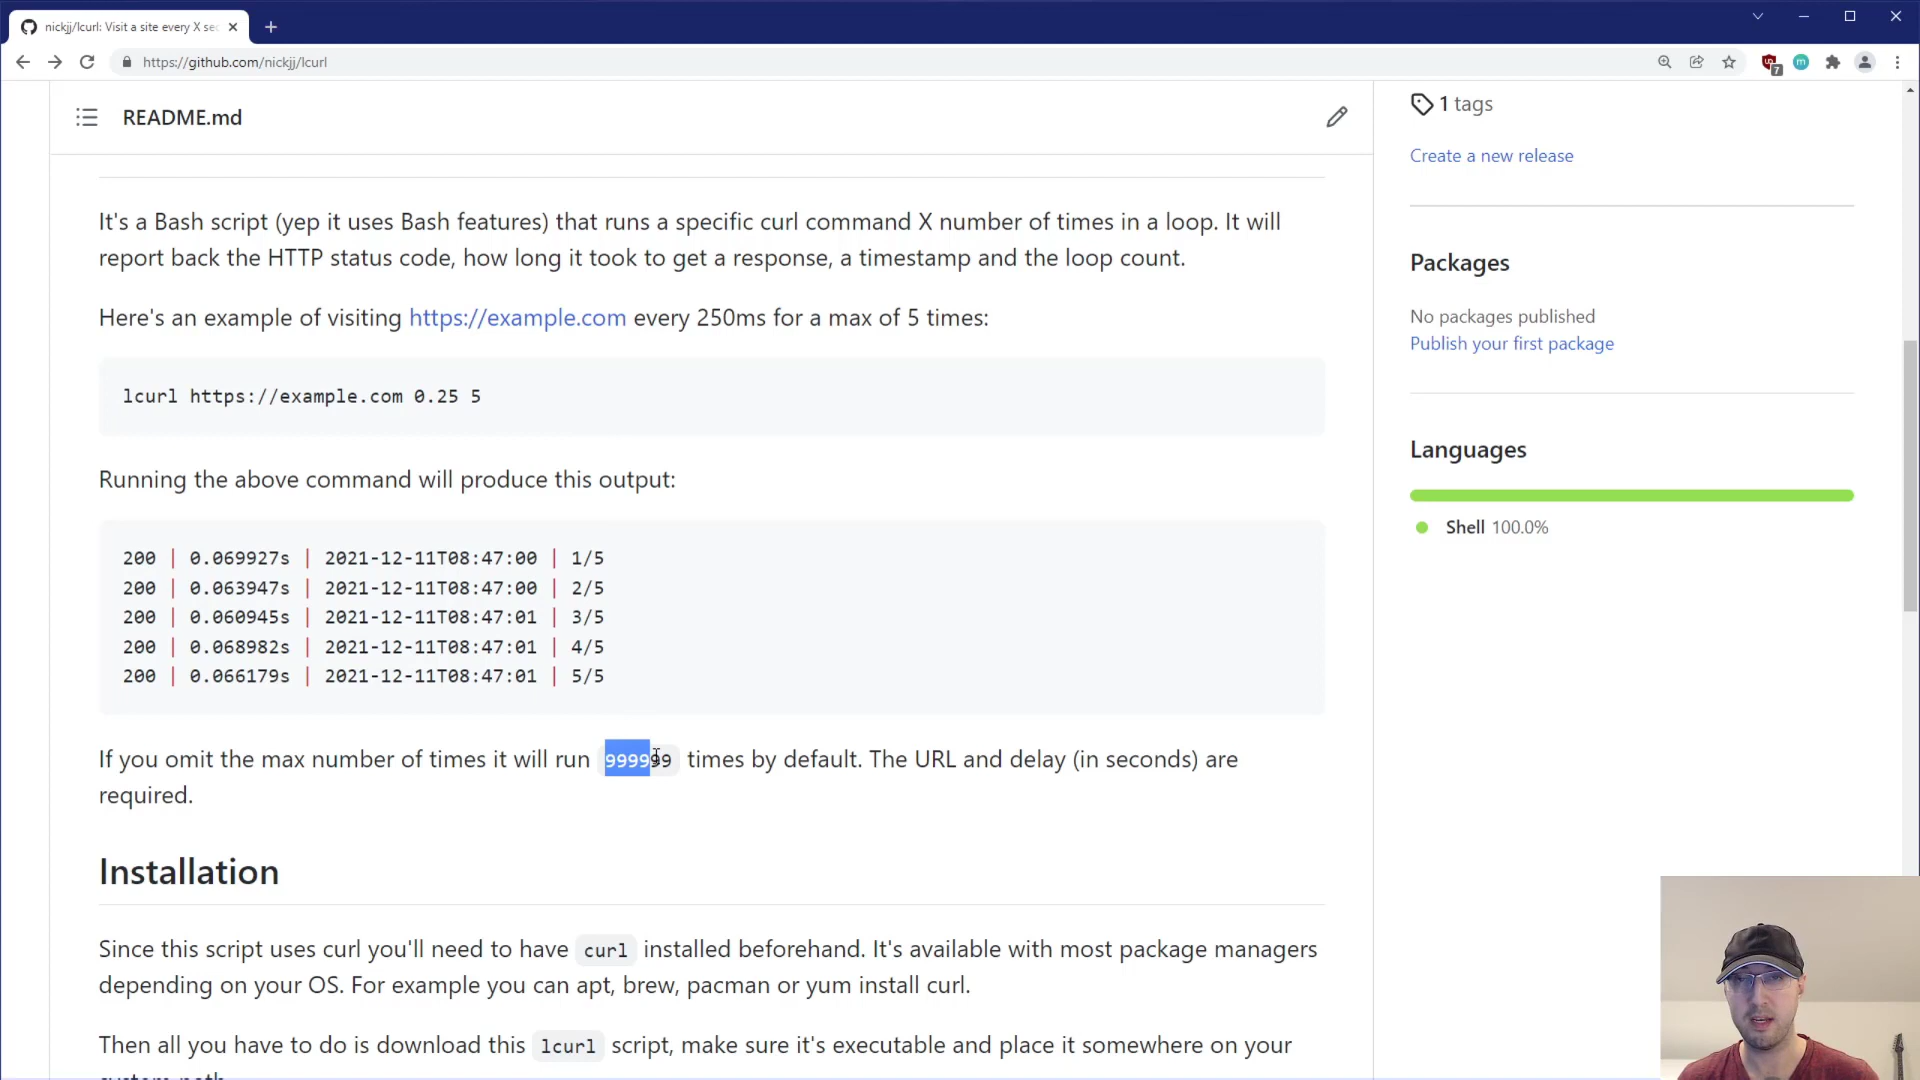 nickjj/lcurl: Visit a site every X sec
https://github.com/nickjj/lcurl
7
m
README.md
1 tags
Create a new release
It's a Bash script (yep it uses Bash features) that runs a specific curl command X number of times in a loop. It will
report back the HTTP status code, how long it took to get a response, a timestamp and the loop count.
Packages
No packages published
Publish your first package
Here's an example of visiting https://example.com every 250ms for a max of 5 times:
lcurl https://example.com 0.25 5
Languages
Shell 100.0%
Running the above command will produce this output:
200 | 0.069927s | 2021-12-11T08:47:00 | 1/5
200 | 0.063947s | 2021-12-11T08:47:00 | 2/5
200 | 0.060945s | 2021-12-11T08:47:01 | 3/5
200 | 0.068982s | 2021-12-11T08:47:01 | 4/5
200 | 0.066179s | 2021-12-11T08:47:01 | 5/5
If you omit the max number of times it will run 999999 times by default. The URL and delay (in seconds) are
required.
Installation
Since this script uses curl you'll need to have curl installed beforehand. It's available with most package managers
depending on your OS. For example you can apt, brew, pacman or yum install curl.
Then all you have to do is download this lcurl script, make sure it's executable and place it somewhere on your
system path